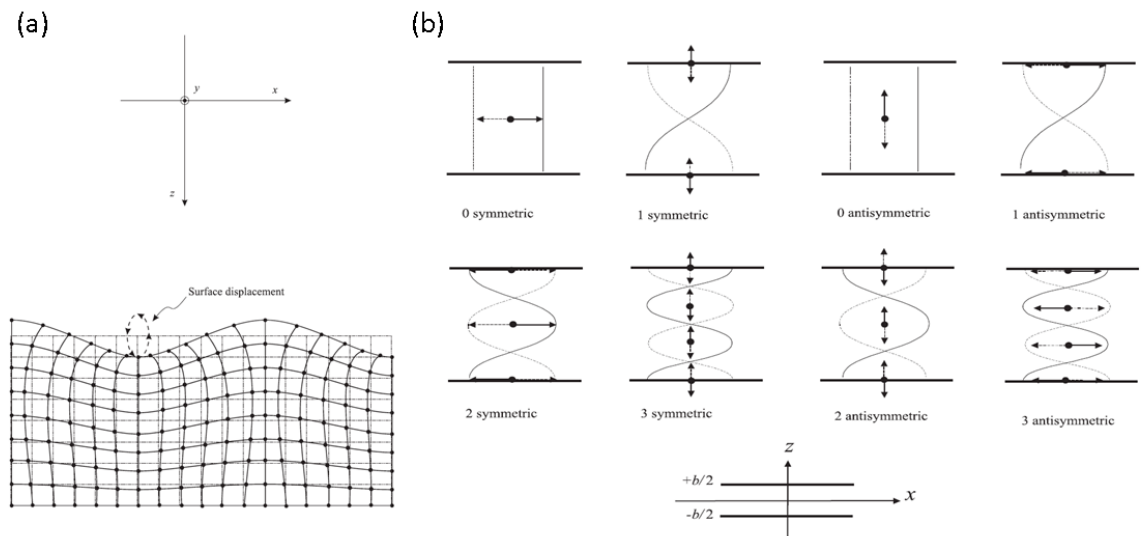 (a)
y
x
z
Surface displacement
(b)
0 symmetric
1 symmetric
0 antisymmetric
1 antisymmetric
2 symmetric
3 symmetric
2 antisymmetric
3 antisymmetric
z
+b/2
x
-b/2